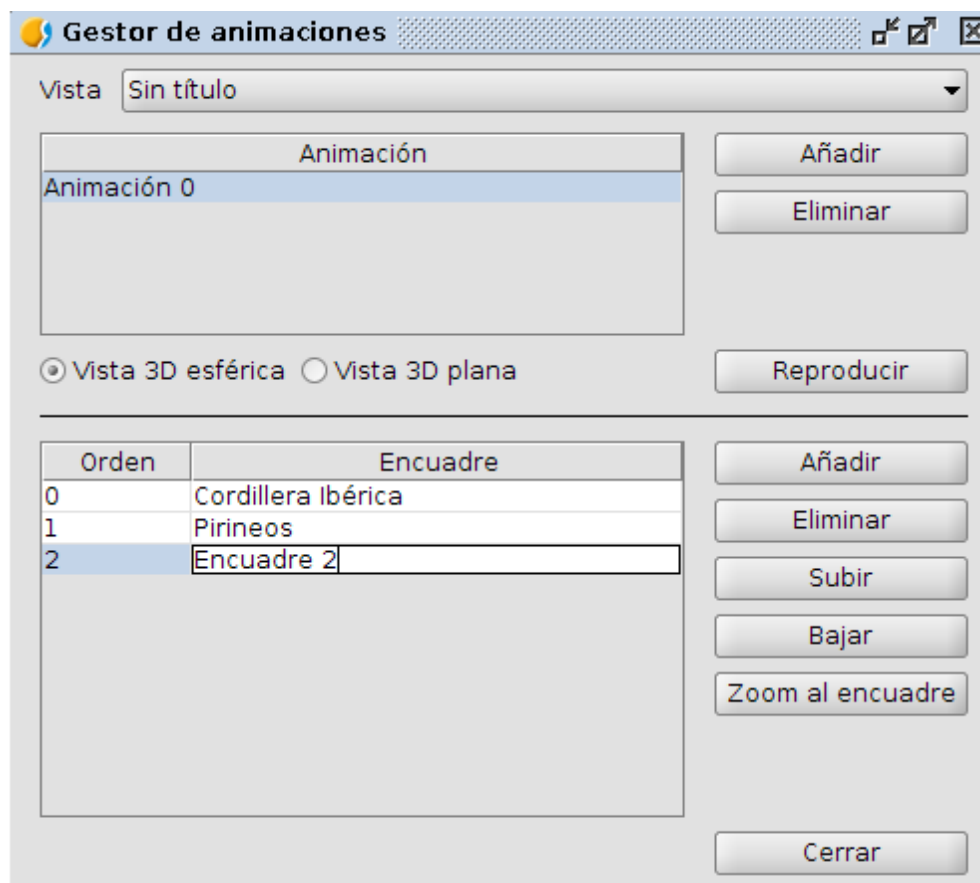 Gestor de animaciones
Vista Sin título
Animación Añadir
Animación 0
Eliminar
Vista 3D esférica Vista 3D plana Reproducir
Orden Encuadre Añadir
0 Cordillera Ibérica
1 Pirineos Eliminar
2 Encuadre 2
Subir
Bajar
Zoom al encuadre
Cerrar